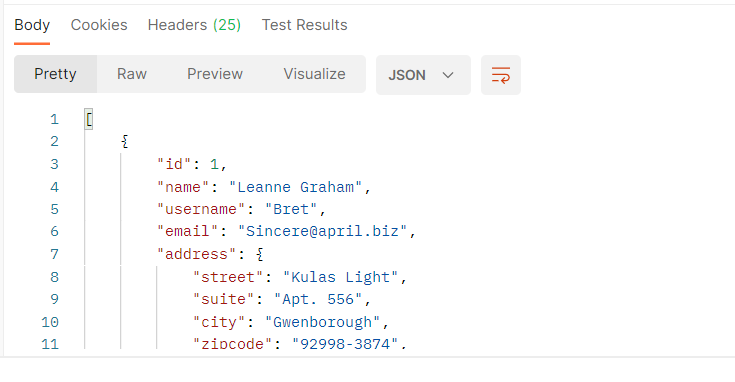 Body Cookies Headers (25) Test Results
Pretty Raw Preview Visualize JSON
1 [
2 {
3 "id": 1,
4 "name": "Leanne Graham",
5 "username": "Bret",
6 "email": "Sincere@april.biz",
7 "address": {
8 "street": "Kulas Light",
9 "suite": "Apt. 556",
10 "city": "Gwenborough",
11 "zipcode": "92998-3874",